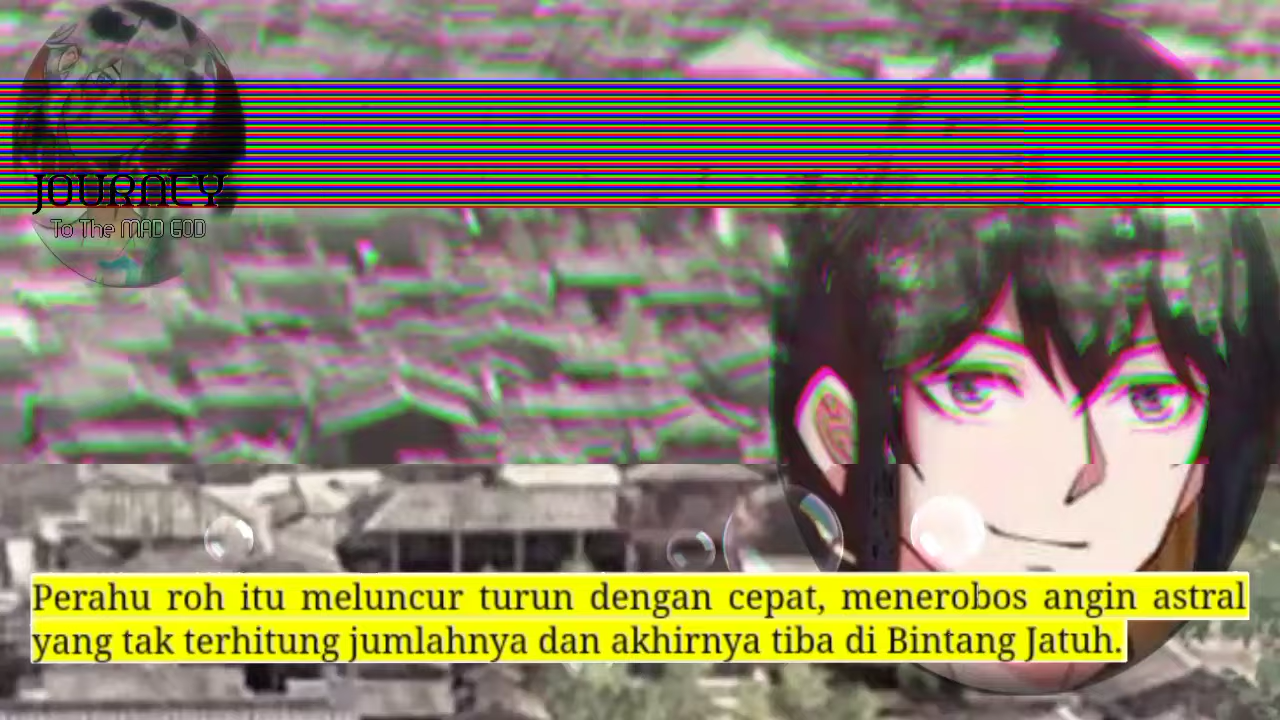 JOURNEY
To The MAD GOD
Perahu roh itu meluncur turun dengan cepat, menerobos angin astral
yang tak terhitung jumlahnya dan akhirnya tiba di Bintang Jatuh.